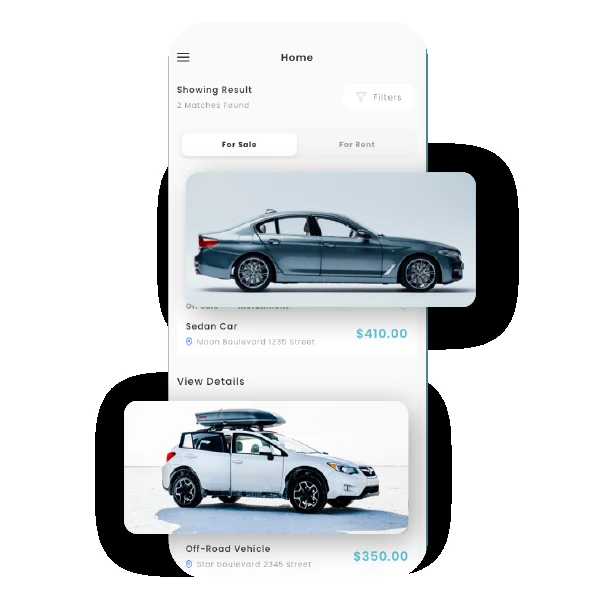 Home
Showing Result
2 Matches Found
Filters
For Sale
For Rent
On Sale
Installment
Sedan Car
$410.00
Moon Boulevard 1235 Street
View Details
Off-Road Vehicle
$350.00
Star boulevard 2345 street